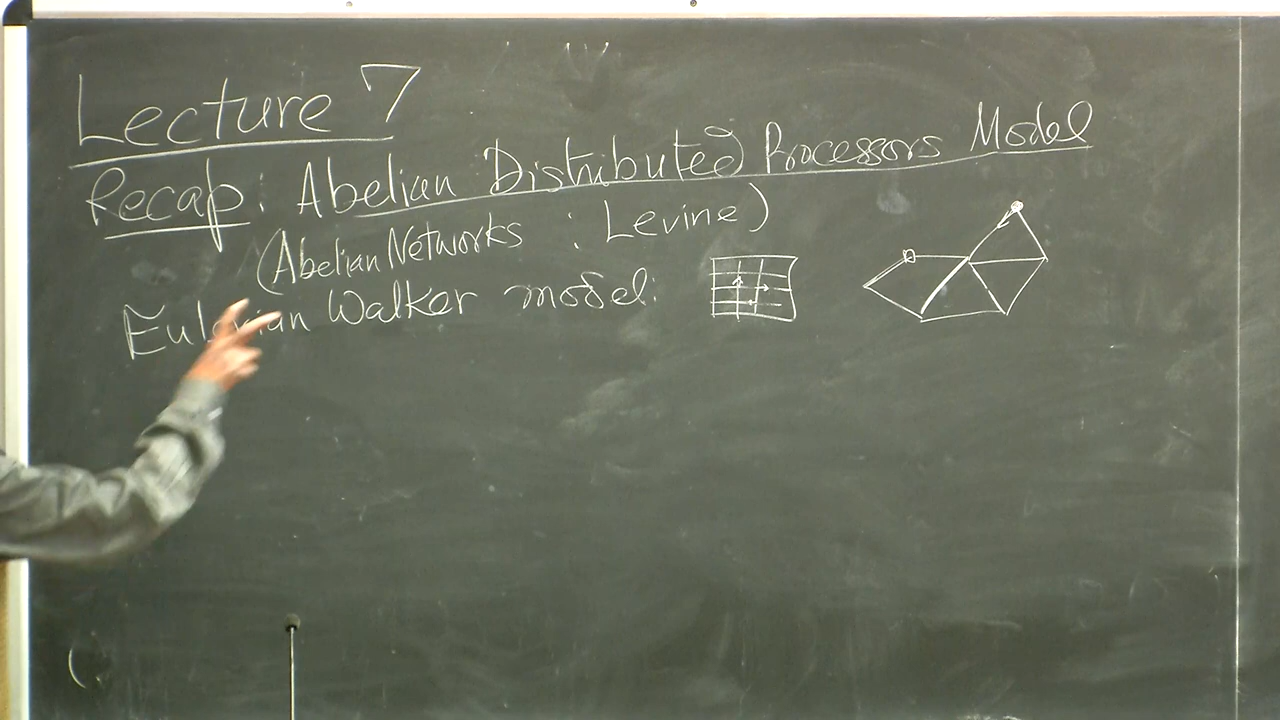 Lecture 7
Recap: Abelian Distributed Processors Model
(Abelian Networks : Levine)
Eulerian Walker model: